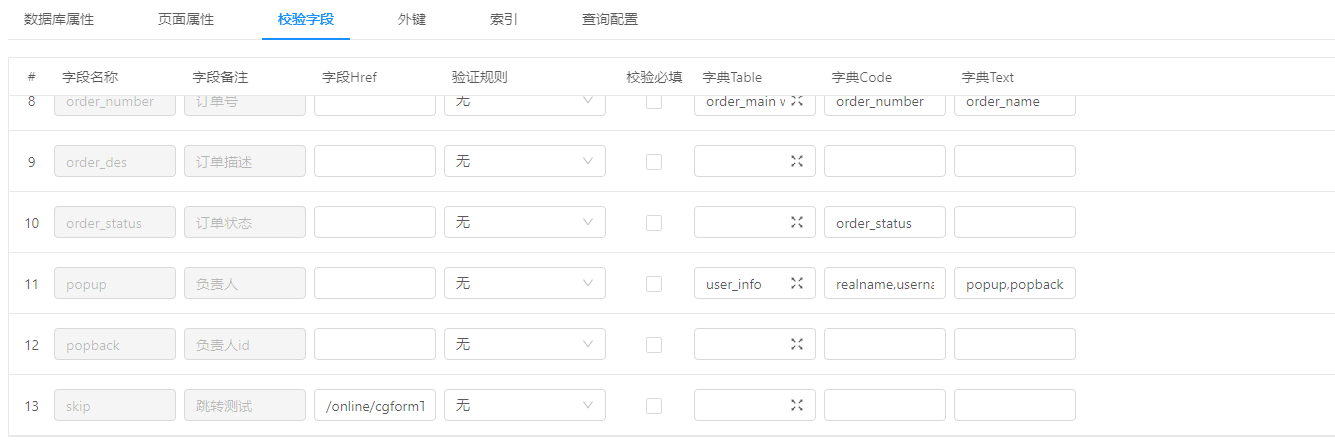 数据库属性 页面属性 校验字段 外键 索引 查询配置
# 字段名称 字段备注 字段Href 验证规则 校验必填 字典Table 字典Code 字典Text
8 order_number 订单号 无 order_main order_number order_name
9 order_des 订单描述 无
10 order_status 订单状态 无 order_status
11 popup 负责人 无 user_info realname,userna popup,popback
12 popback 负责人id 无
13 skip 跳转测试 /online/cgformT 无